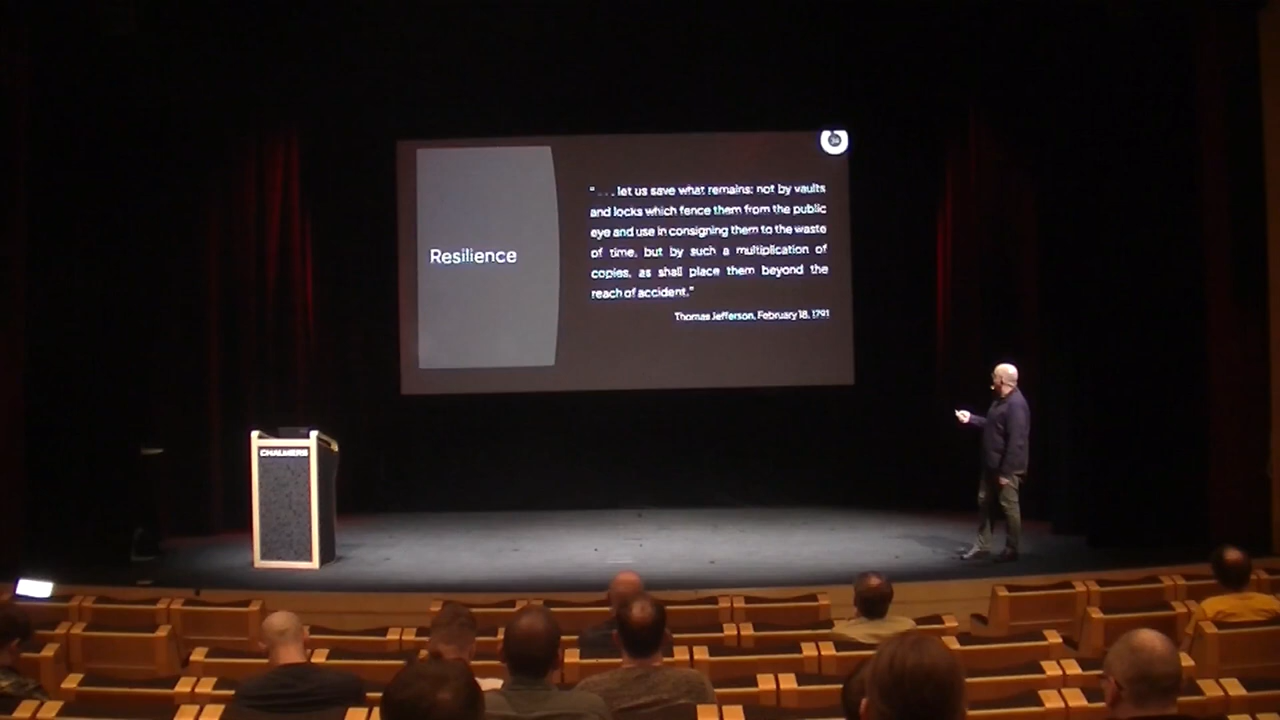 Resilience
" . . . let us save what remains: not by vaults
and locks which fence them from the public
eye and use in consigning them to the waste
of time, but by such a multiplication of
copies, as shall place them beyond the
reach of accident."
Thomas Jefferson, February 18, 1791
CHALMERS